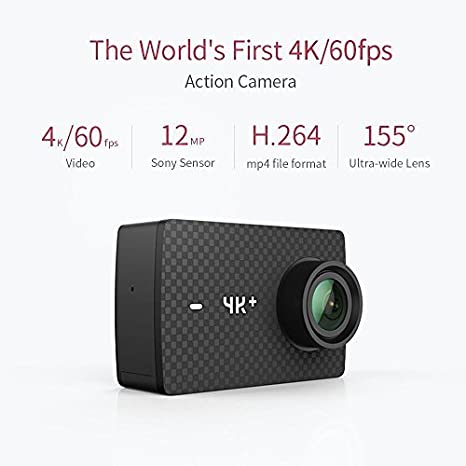 The World's First 4K/60fps
Action Camera
4K/60fps 12MP H.264 155°
Video Sony Sensor mp4 file format Ultra-wide Lens
4K+